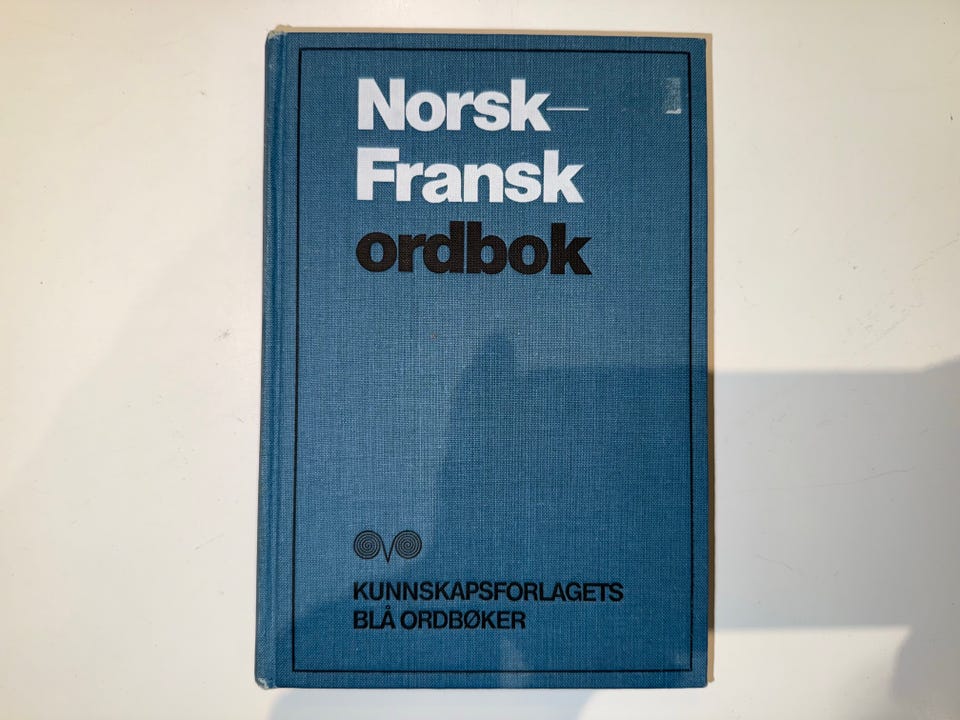 Norsk–
Fransk
ordbok
KUNNSKAPSFORLAGETS
BLÅ ORDBØKER